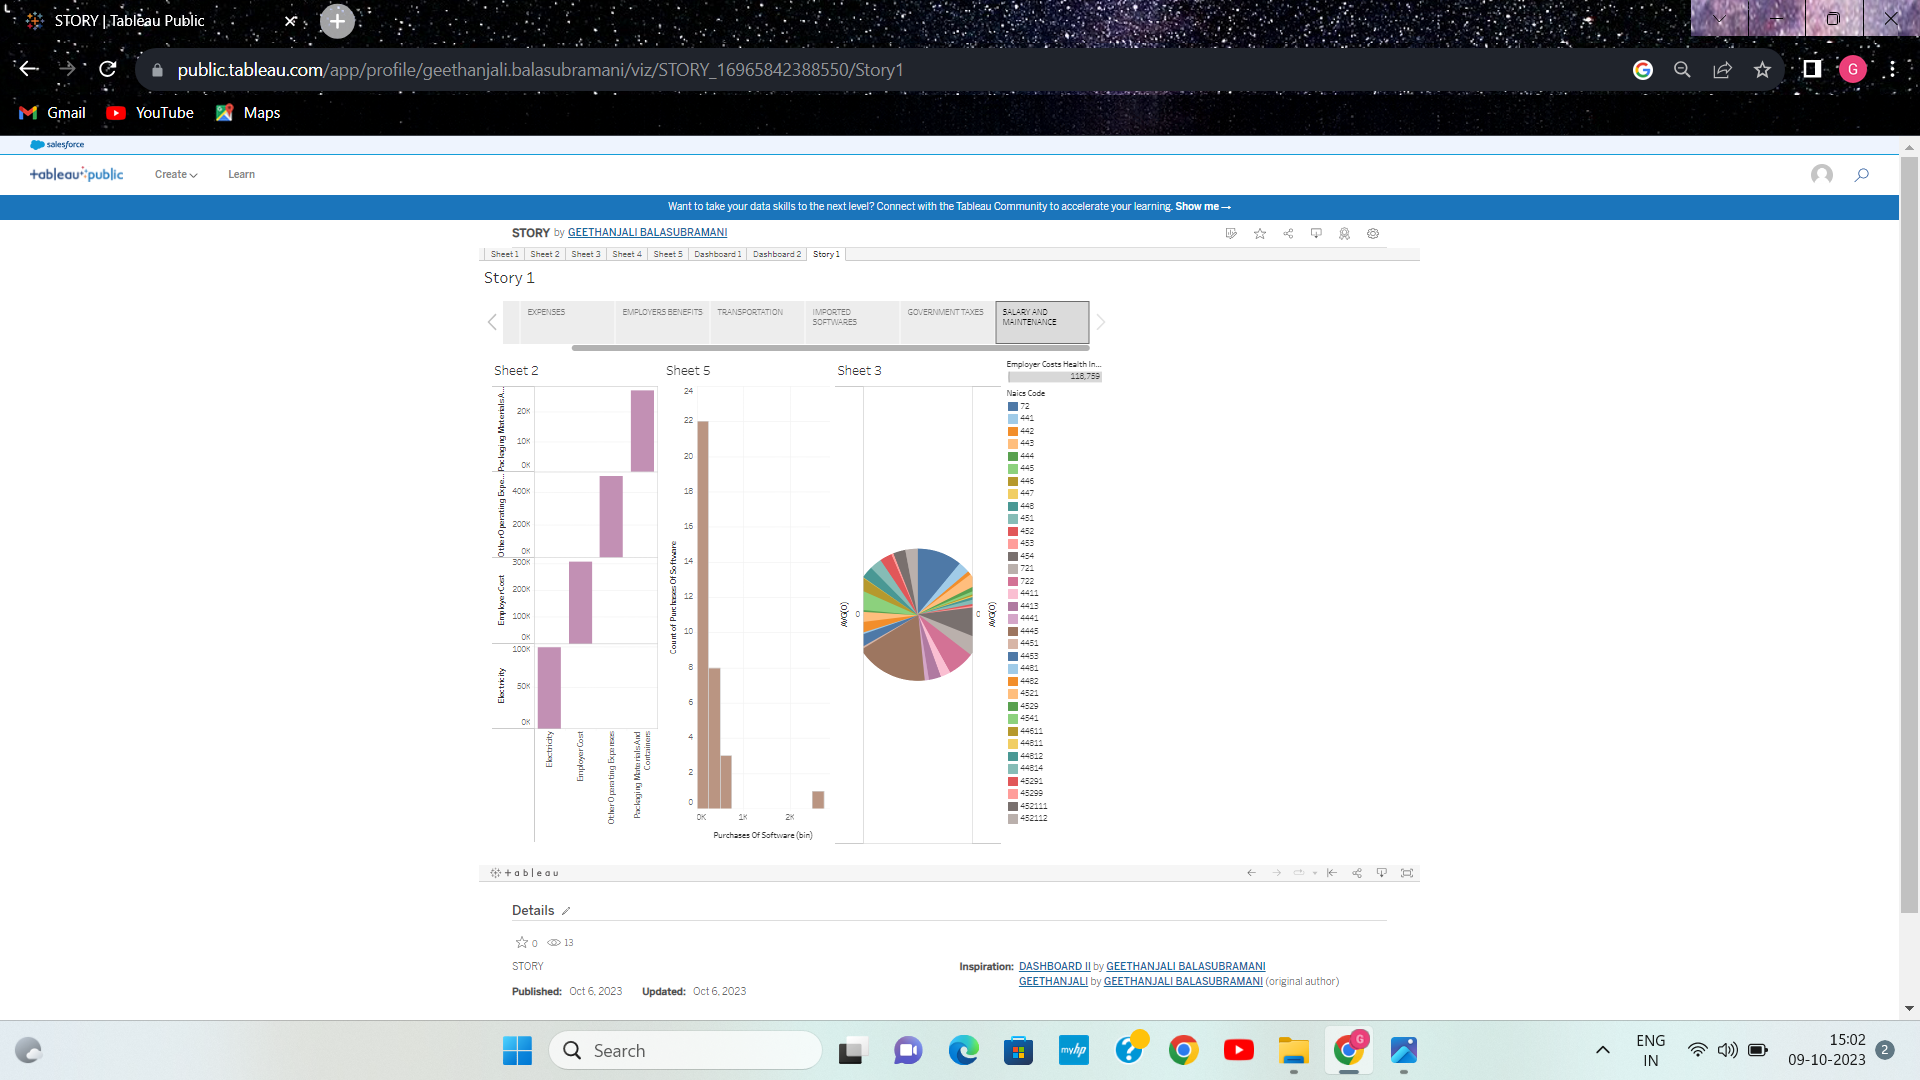 STORY | Tableau Public
public.tableau.com/app/profile/geethanjali.balasubramani/viz/STORY_16965842388550/Story1
G
Gmail YouTube Maps
salesforce
+ableau+public Create Learn
Want to take your data skills to the next level? Connect with the Tableau Community to accelerate your learning. Show me →
STORY by GEETHANJALI BALASUBRAMANI
Sheet 1 Sheet 2 Sheet 3 Sheet 4 Sheet 5 Dashboard 1 Dashboard 2 Story 1
Story 1
EXPENSES
EMPLOYERS BENEFITS
TRANSPORTATION
IMPORTED
SOFTWARES
GOVERNMENT TAXES
SALARY AND
MAINTENANCE
Sheet 2
Packaging Materials A...
20K
10K
0K
Other Operating Expe...
400K
200K
0K
Employer Cost
300K
200K
100K
0K
Electricity
100K
50K
0K
Electricity
Employer Cost
Other Operating Expenses
Packaging Materials And
Containers
Sheet 5
Count of Purchases Of Software
24
22
20
18
16
14
12
10
8
6
4
2
0
0K 1K 2K
Purchases Of Software (bin)
Sheet 3
AVG(0)
0
0
AVG(0)
Employer Costs Health In...
118,759
Naics Code
72
441
442
443
444
445
446
447
448
451
452
453
454
721
722
4411
4413
4441
4445
4451
4453
4481
4482
4521
4529
4541
44611
44811
44812
44814
45291
45299
452111
452112
+ableau
Details
0 13
STORY
Published: Oct 6, 2023 Updated: Oct 6, 2023
Inspiration: DASHBOARD II by GEETHANJALI BALASUBRAMANI
GEETHANJALI by GEETHANJALI BALASUBRAMANI (original author)
Search
myhp
G
ENG
IN
15:02
09-10-2023
2